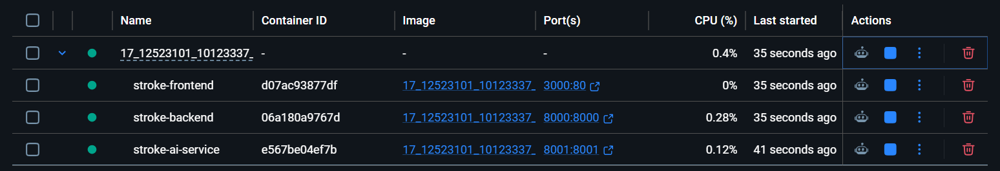 Name Container ID Image Port(s) CPU (%) Last started Actions
17_12523101_10123337_ - - - 0.4% 35 seconds ago
stroke-frontend d07ac93877df 17_12523101_10123337_ 3000:80 0% 35 seconds ago
stroke-backend 06a180a9767d 17_12523101_10123337_ 8000:8000 0.28% 35 seconds ago
stroke-ai-service e567be04ef7b 17_12523101_10123337_ 8001:8001 0.12% 41 seconds ago